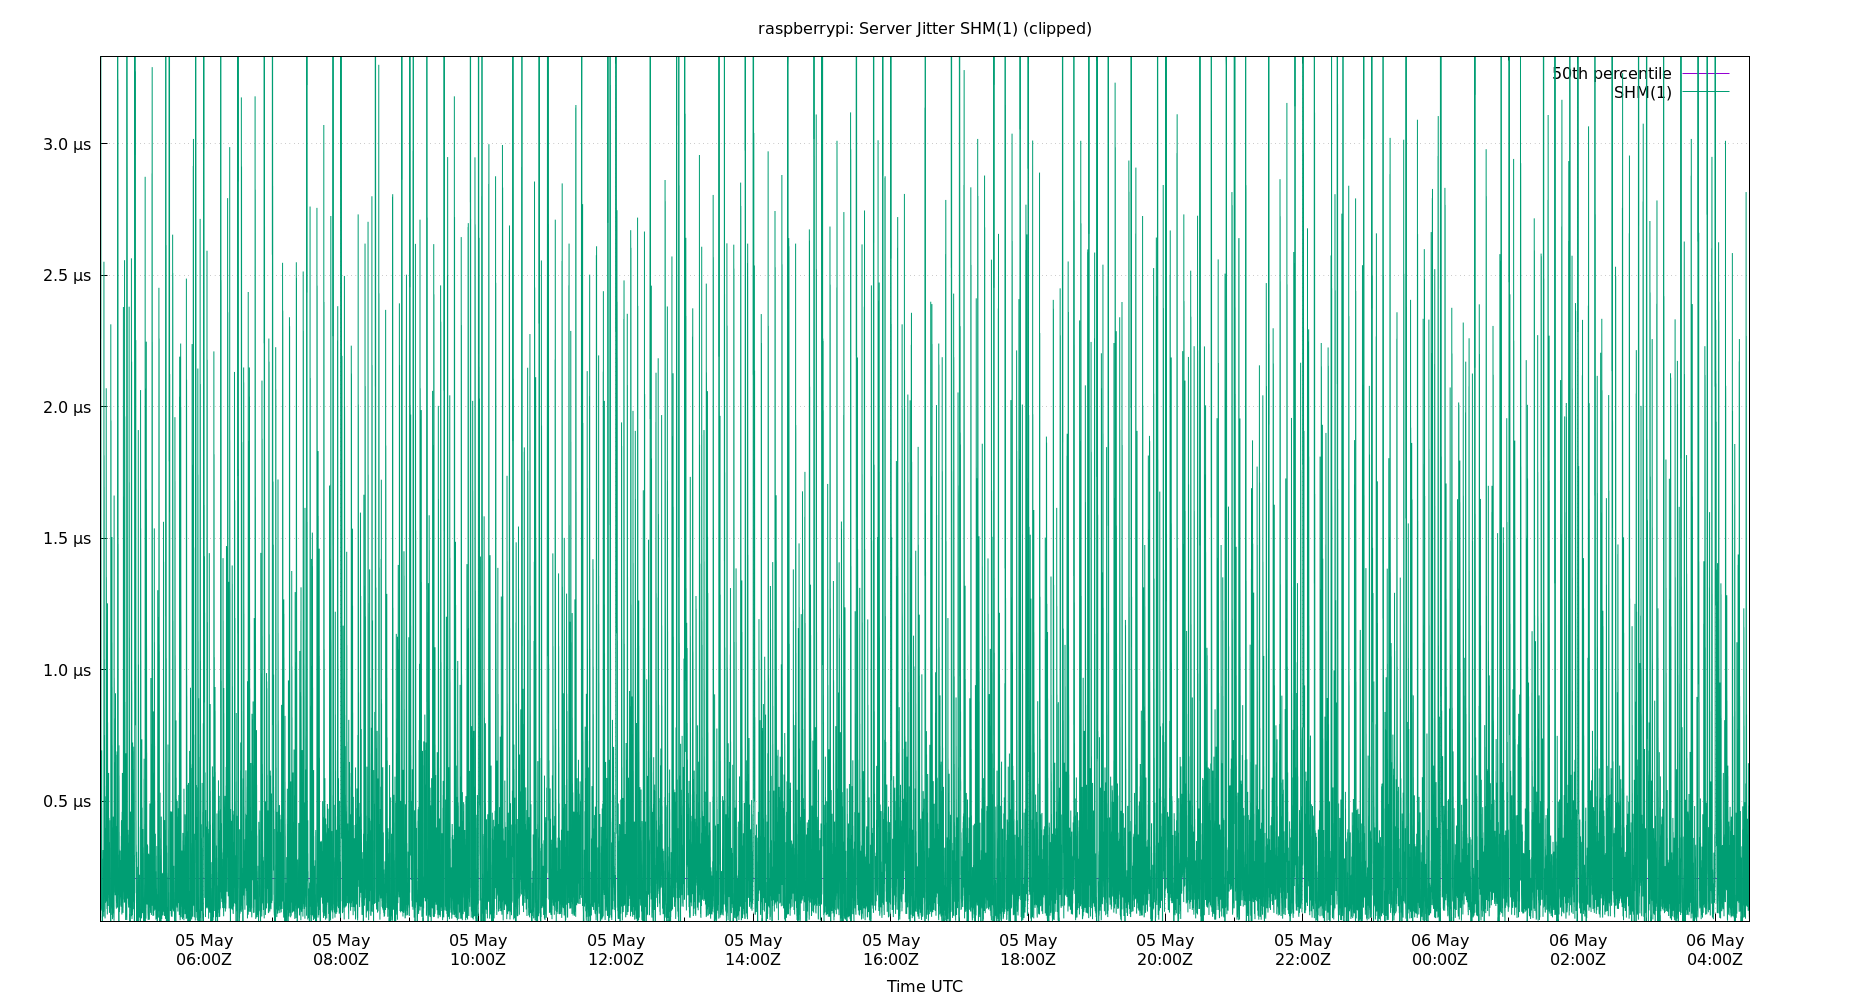 raspberrypi: Server Jitter SHM(1) (clipped)
50th percentile
SHM(1)
3.0 µs
2.5 µs
2.0 µs
1.5 µs
1.0 µs
0.5 µs
05 May 05 May 05 May 05 May 05 May 05 May 05 May 05 May 05 May 06 May 06 May 06 May
06:00Z 08:00Z 10:00Z 12:00Z 14:00Z 16:00Z 18:00Z 20:00Z 22:00Z 00:00Z 02:00Z 04:00Z
Time UTC